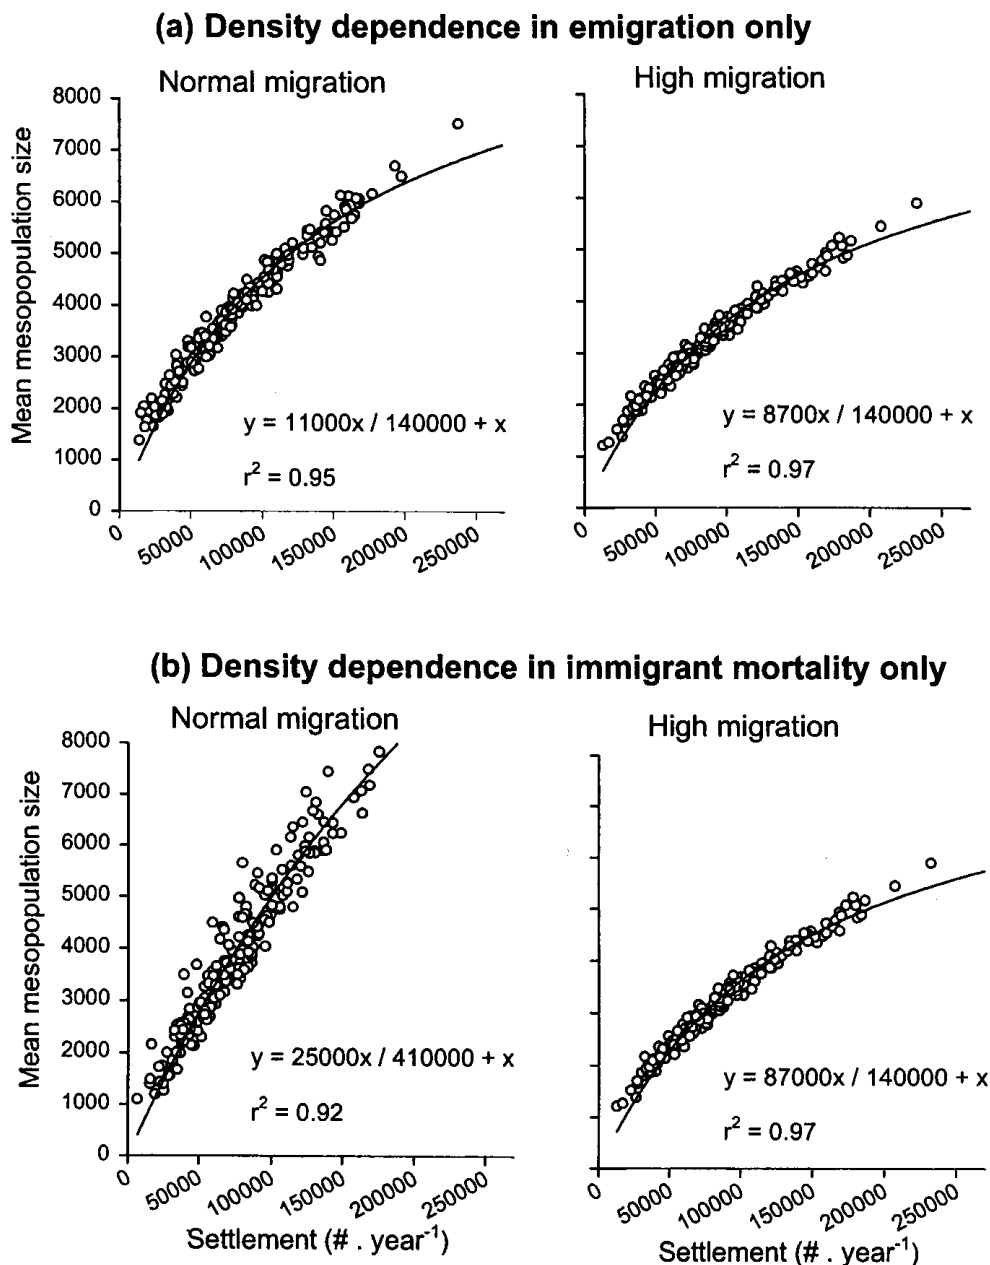 (a) Density dependence in emigration only
Normal migration
High migration
Mean mesopopulation size
8000
7000
6000
5000
4000
3000
2000
1000
0
y = 11000x / 140000 + x
r² = 0.95
y = 8700x / 140000 + x
r² = 0.97
0 50000 100000 150000 200000 250000
0 50000 100000 150000 200000 250000
(b) Density dependence in immigrant mortality only
Normal migration
High migration
Mean mesopopulation size
8000
7000
6000
5000
4000
3000
2000
1000
0
y = 25000x / 410000 + x
r² = 0.92
y = 87000x / 140000 + x
r² = 0.97
0 50000 100000 150000 200000 250000
0 50000 100000 150000 200000 250000
Settlement (# . year⁻¹)
Settlement (# . year⁻¹)